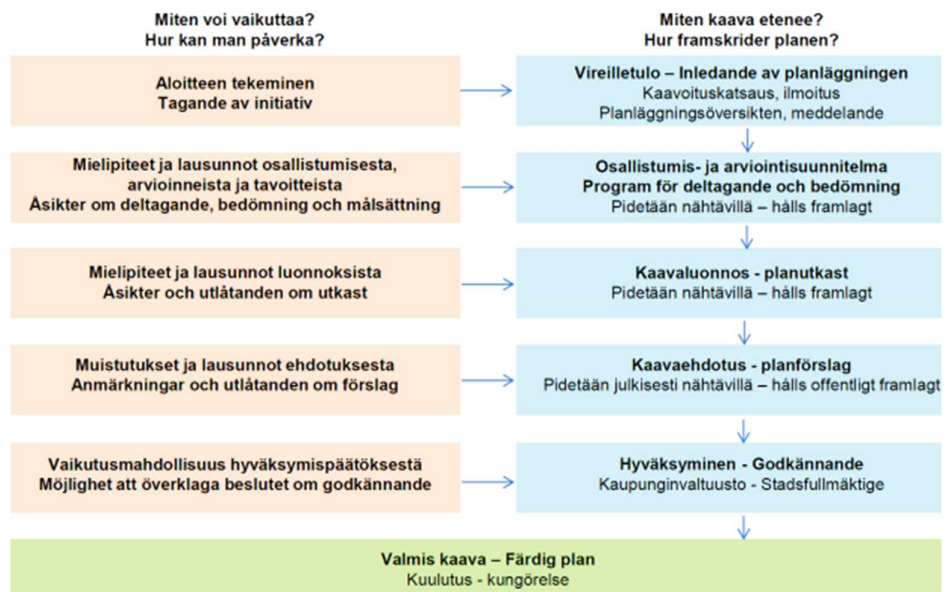 Miten voi vaikuttaa?
Hur kan man påverka?
Miten kaava etenee?
Hur framskrider planen?
Aloitteen tekeminen
Tagande av initiativ
Vireilletulo – Inledande av planläggningen
Kaavoituskatsaus, ilmoitus
Planläggningsöversikten, meddelande
Mielipiteet ja lausunnot osallistumisesta,
arvioinneista ja tavoitteista
Åsikter om deltagande, bedömning och målsättning
Osallistumis- ja arviointisuunnitelma
Program för deltagande och bedömning
Pidetään nähtävillä – hålls framlagt
Mielipiteet ja lausunnot luonnoksista
Åsikter och utlåtanden om utkast
Kaavaluonnos - planutkast
Pidetään nähtävillä – hålls framlagt
Muistutukset ja lausunnot ehdotuksesta
Anmärkningar och utlåtanden om förslag
Kaavaehdotus - planförslag
Pidetään julkisesti nähtävillä – hålls offentligt framlagt
Vaikutusmahdollisuus hyväksymispäätöksestä
Möjlighet att överklaga beslutet om godkännande
Hyväksyminen - Godkännande
Kaupunginvaltuusto - Stadsfullmäktige
Valmis kaava – Färdig plan
Kuulutus - kungörelse